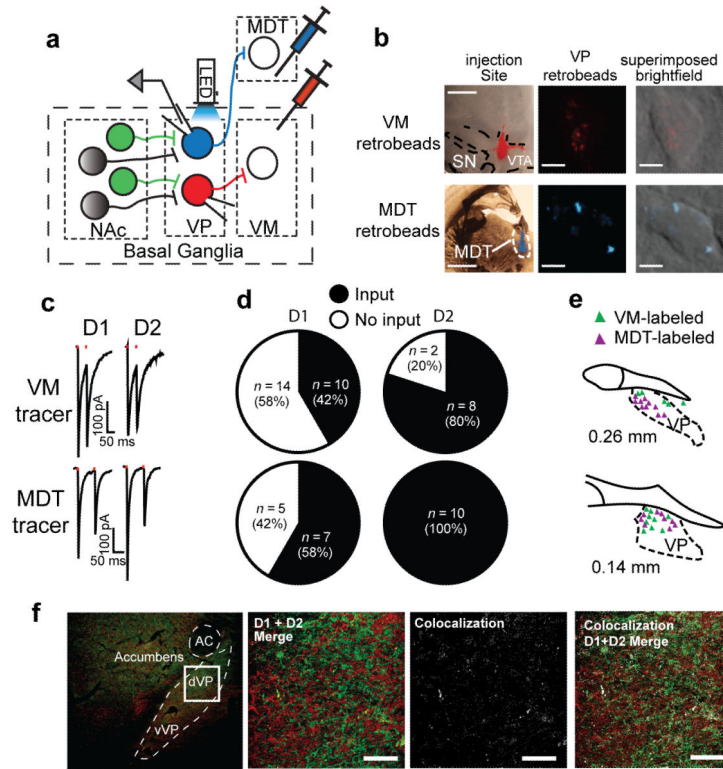 a
MDT
LED
NAc
VP
VM
Basal Ganglia
b
injection
Site
VP
retrobeads
superimposed
brightfield
VM
retrobeads
SN
VTA
MDT
retrobeads
MDT
c
D1
D2
VM
tracer
100 pA
50 ms
MDT
tracer
100 pA
50 ms
d
Input
No input
D1
D2
n = 14
(58%)
n = 10
(42%)
n = 2
(20%)
n = 8
(80%)
n = 5
(42%)
n = 7
(58%)
n = 10
(100%)
e
VM-labeled
MDT-labeled
VP
0.26 mm
VP
0.14 mm
f
AC
Accumbens
dVP
vVP
D1 + D2
Merge
Colocalization
Colocalization
D1+D2 Merge